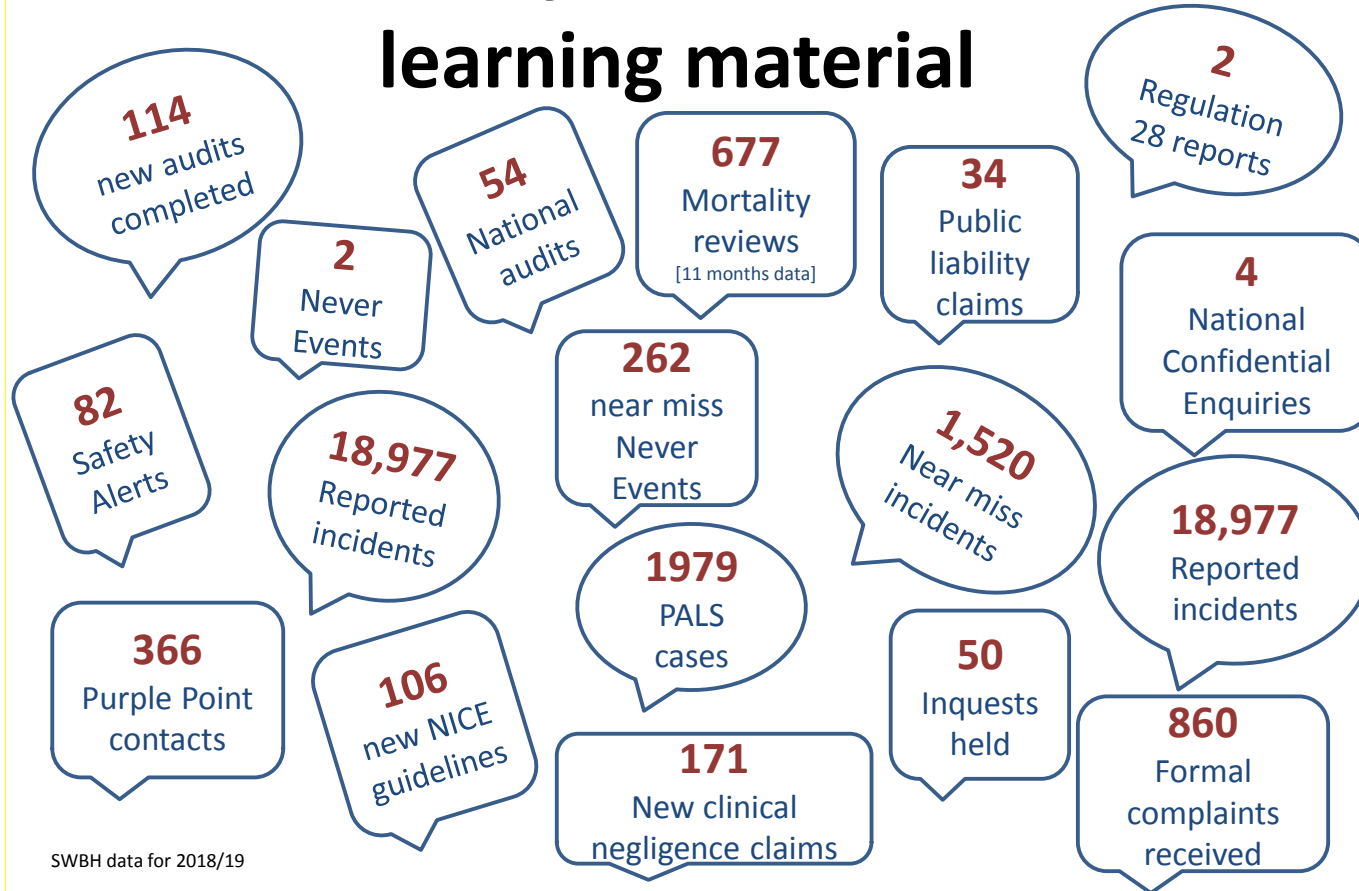 learning material
114
new audits
completed
54
National
audits
677
Mortality
reviews
[11 months data]
34
Public
liability
claims
2
Regulation
28 reports
2
Never
Events
4
National
Confidential
Enquiries
82
Safety
Alerts
18,977
Reported
incidents
262
near miss
Never
Events
1,520
Near miss
incidents
18,977
Reported
incidents
366
Purple Point
contacts
106
new NICE
guidelines
1979
PALS
cases
50
Inquests
held
860
Formal
complaints
received
171
New clinical
negligence claims
SWBH data for 2018/19